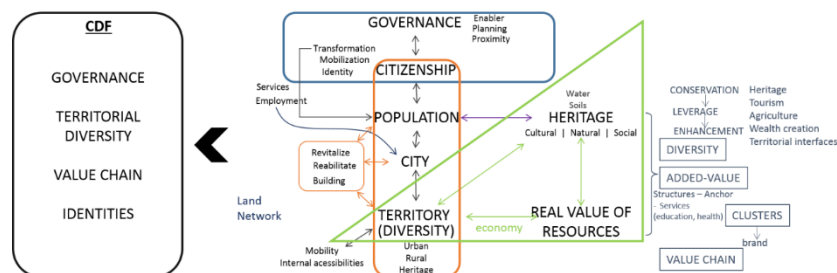 CDF
GOVERNANCE
TERRITORIAL
DIVERSITY
VALUE CHAIN
IDENTITIES
GOVERNANCE
Enabler
Planning
Proximity
Transformation
Mobilization
Identity
CITIZENSHIP
Services
Employment
POPULATION
Water
Soils
HERITAGE
Cultural | Natural | Social
Revitalize
Reabilitate
Building
CITY
Land
Network
TERRITORY
(DIVERSITY)
economy
REAL VALUE OF
RESOURCES
Mobility
Internal acessibilities
Urban
Rural
Heritage
CONSERVATION
LEVERAGE
ENHANCEMENT
Heritage
Tourism
Agriculture
Wealth creation
Territorial interfaces
DIVERSITY
ADDED-VALUE
Structures – Anchor
- Services
(education, health)
CLUSTERS
brand
VALUE CHAIN